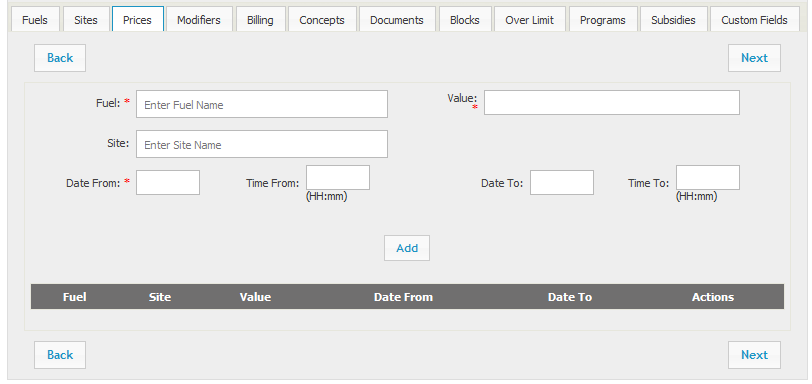 Fuels Sites Prices Modifiers Billing Concepts Documents Blocks Over Limit Programs Subsidies Custom Fields
Back Next
Fuel: * Enter Fuel Name Value: *
Site: Enter Site Name
Date From: * Time From: Date To: Time To:
(HH:mm) (HH:mm)
Add
Fuel Site Value Date From Date To Actions
Back Next